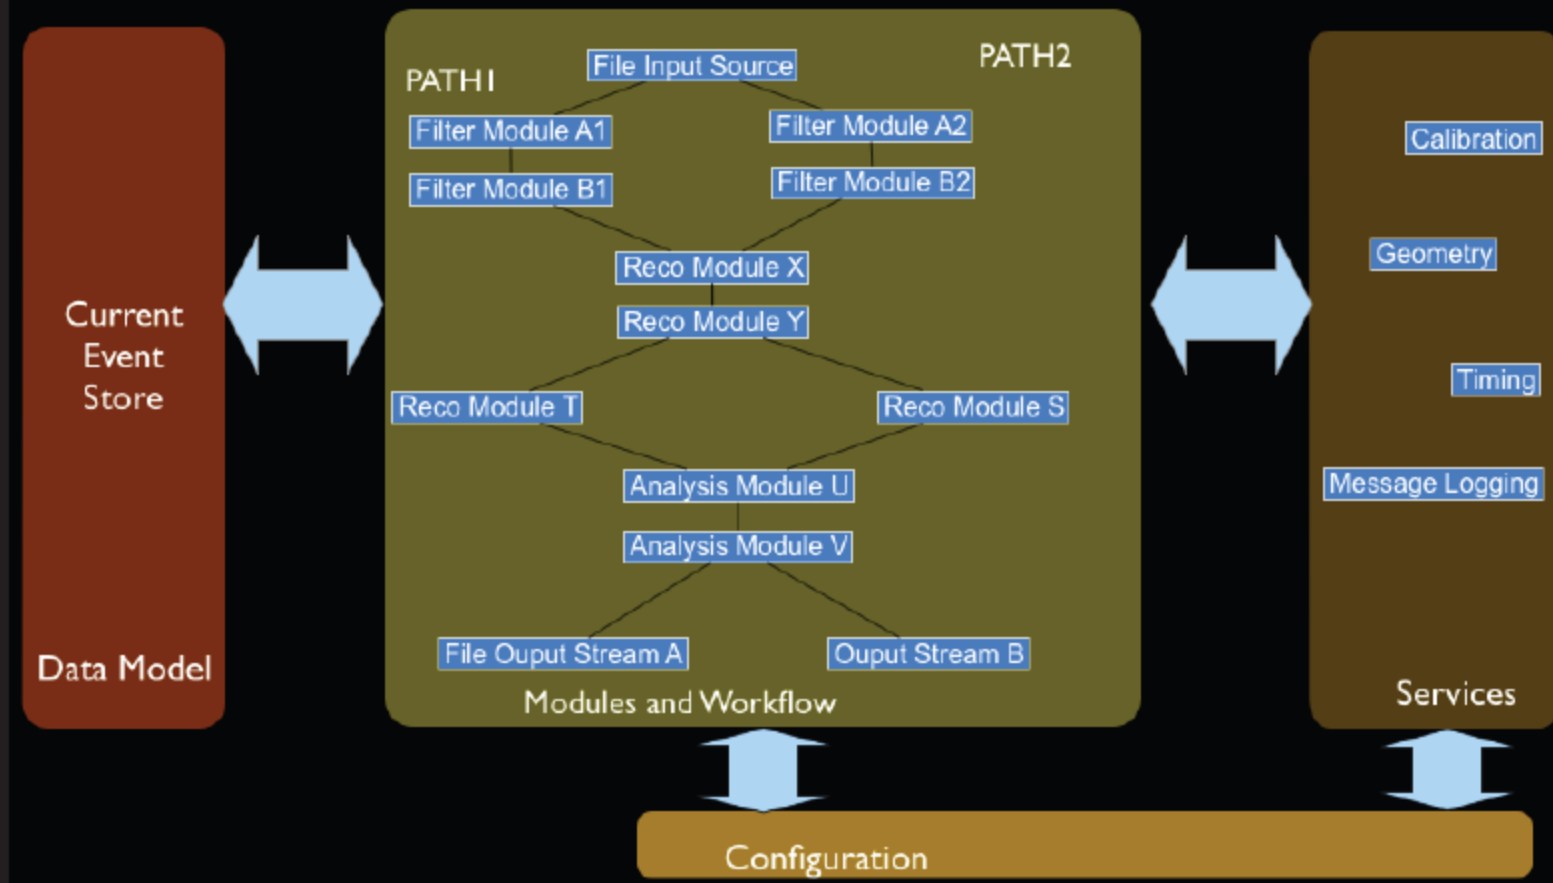 PATH1
PATH2
File Input Source
Filter Module A1
Filter Module A2
Filter Module B1
Filter Module B2
Reco Module X
Reco Module Y
Reco Module T
Reco Module S
Analysis Module U
Analysis Module V
File Ouput Stream A
Ouput Stream B
Modules and Workflow
Current
Event
Store
Data Model
Calibration
Geometry
Timing
Message Logging
Services
Configuration